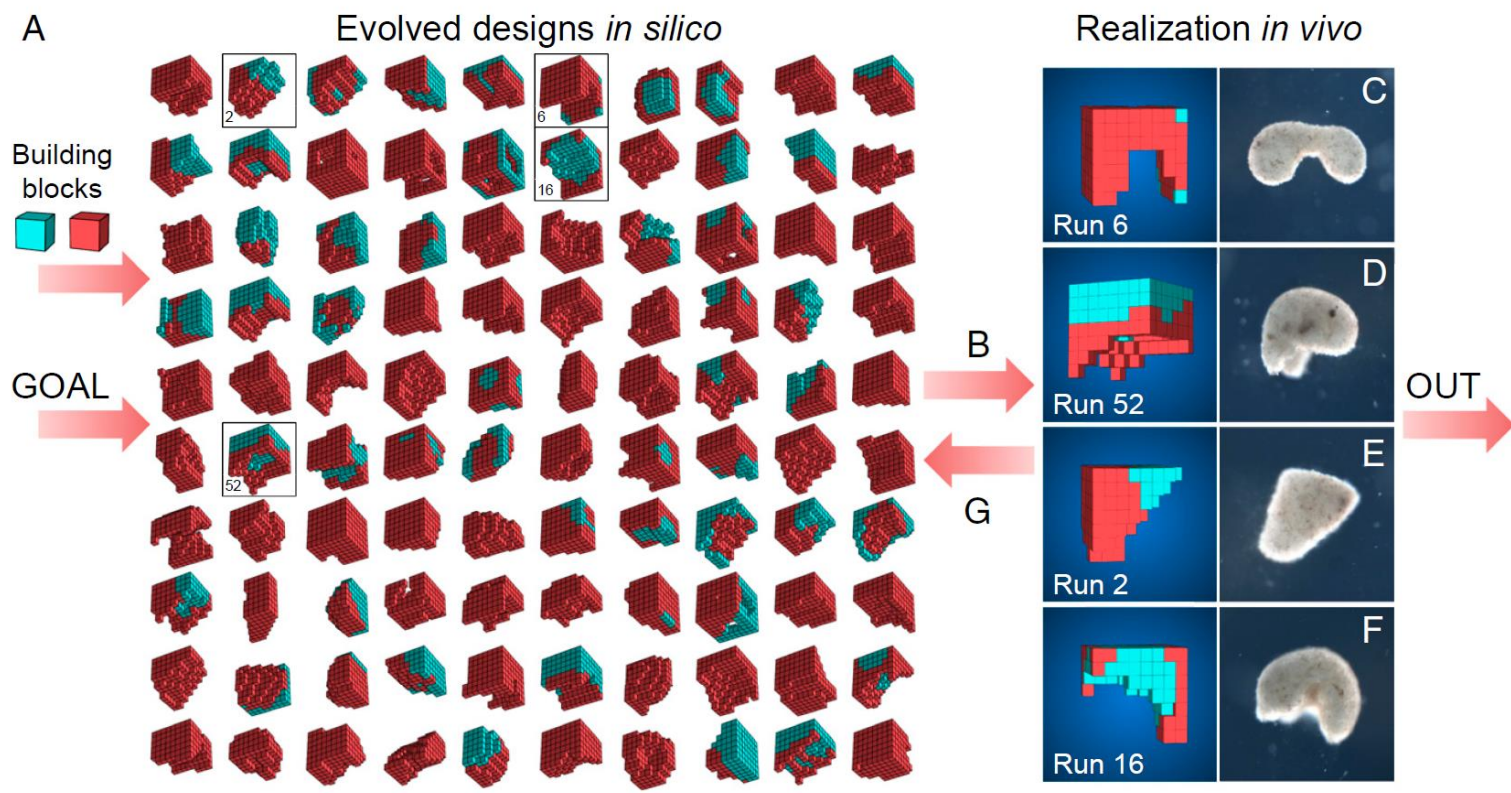 A
Evolved designs in silico
Realization in vivo
Building
blocks
GOAL
2
6
16
52
B
G
Run 6
C
Run 52
D
Run 2
E
Run 16
F
OUT